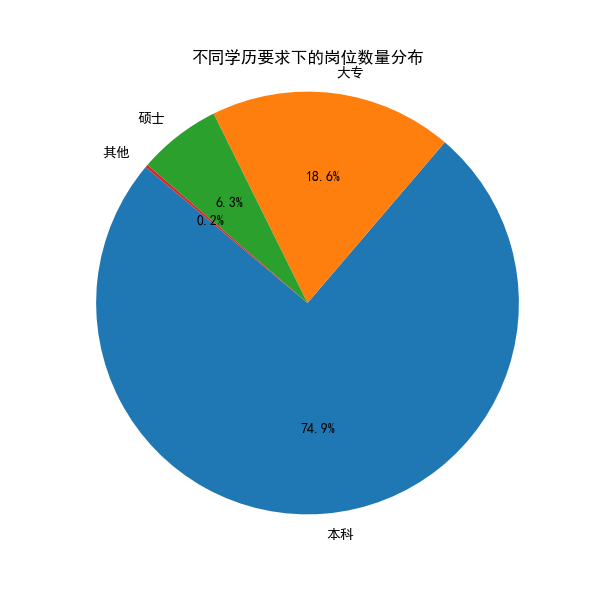 不同学历要求下的岗位数量分布
大专
硕士
其他
18.6%
6.3%
0.2%
74.9%
本科